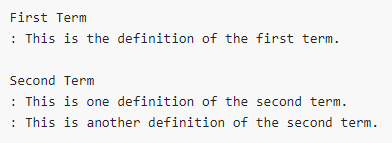 First Term
: This is the definition of the first term.

Second Term
: This is one definition of the second term.
: This is another definition of the second term.